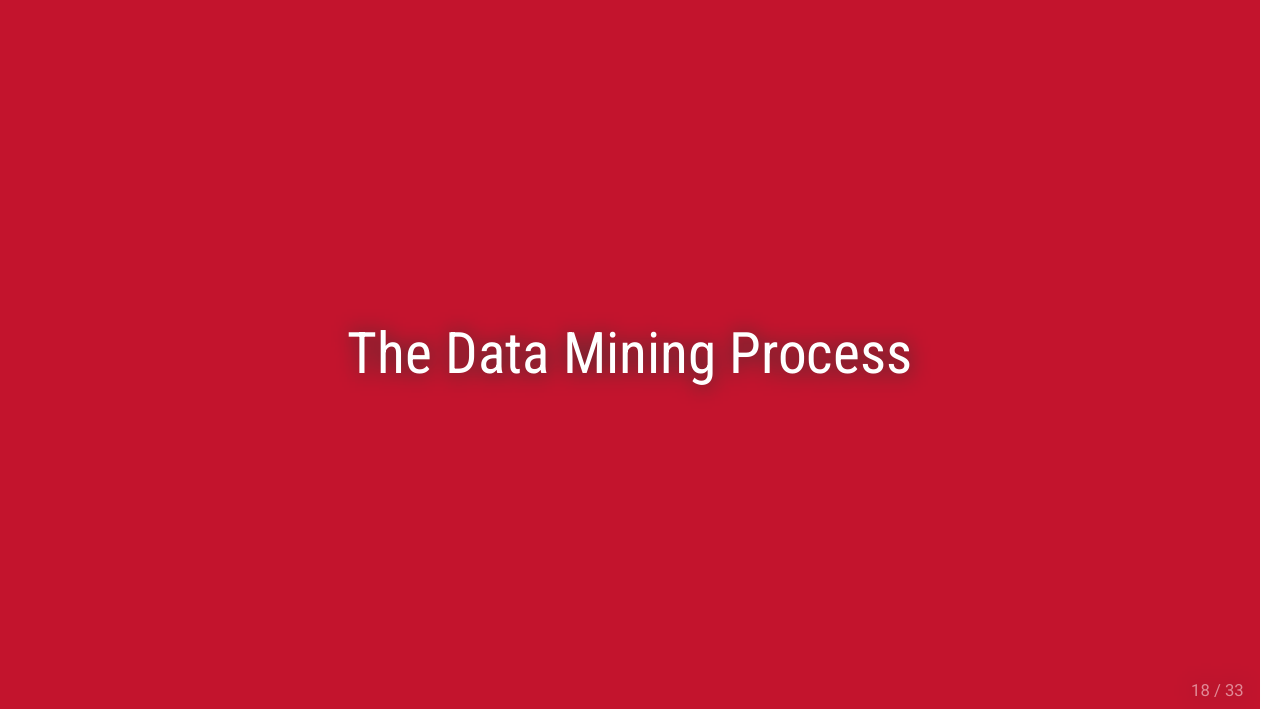 The Data Mining Process
18 / 33